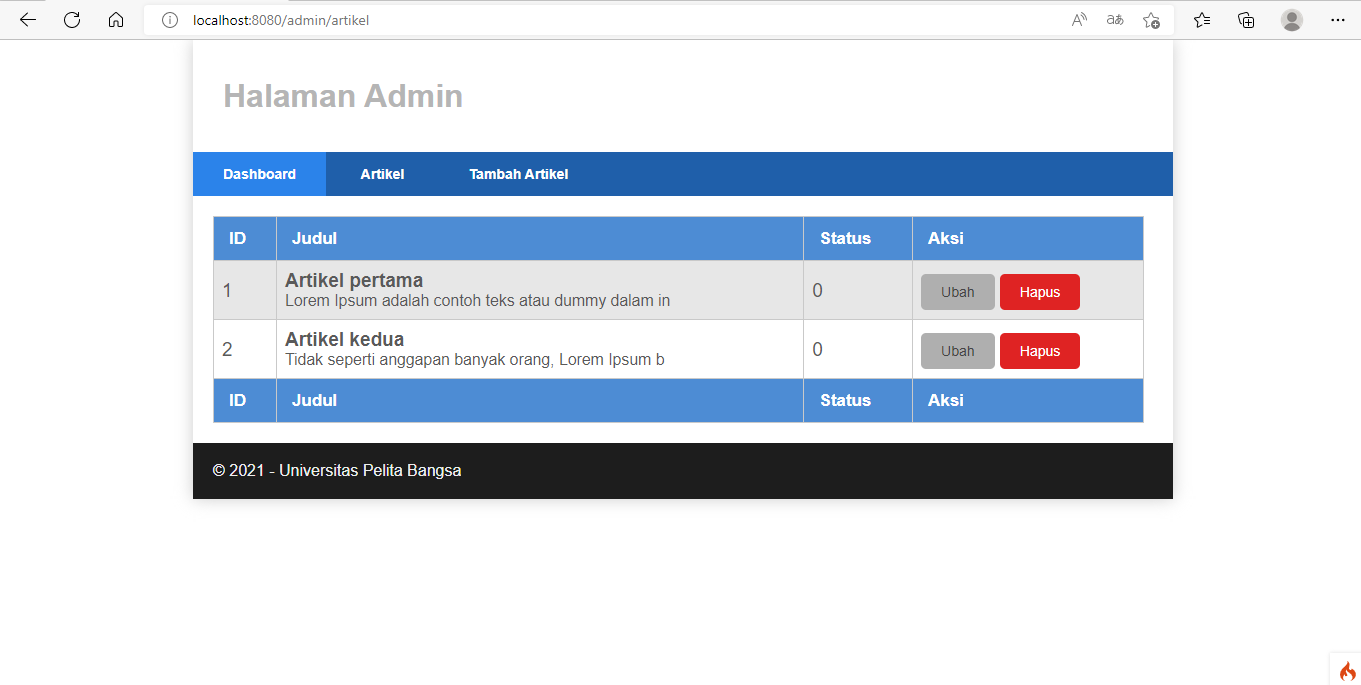 localhost:8080/admin/artikel
Halaman Admin
Dashboard Artikel Tambah Artikel
ID Judul Status Aksi
1 Artikel pertama 0 Ubah Hapus
Lorem Ipsum adalah contoh teks atau dummy dalam in
2 Artikel kedua 0 Ubah Hapus
Tidak seperti anggapan banyak orang, Lorem Ipsum b
ID Judul Status Aksi
© 2021 - Universitas Pelita Bangsa